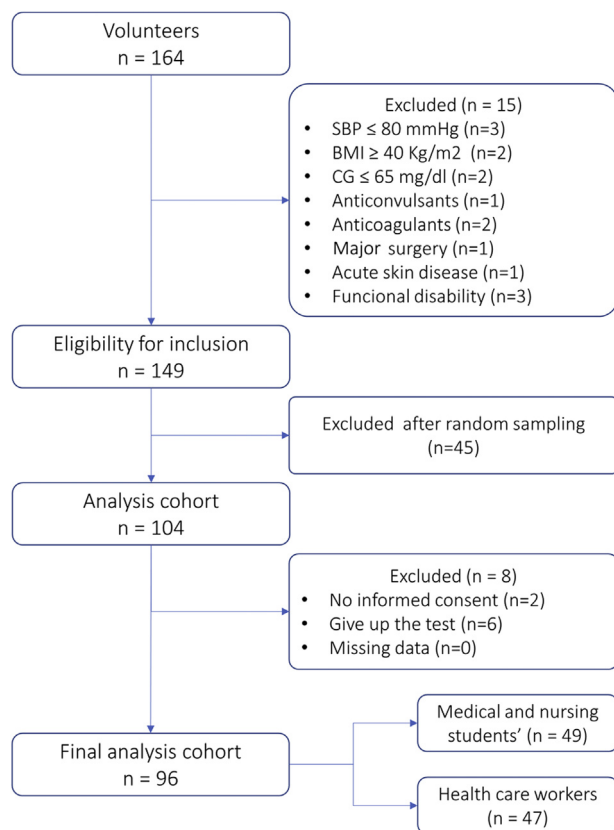 Volunteers
n = 164
Excluded (n = 15)
• SBP ≤ 80 mmHg (n=3)
• BMI ≥ 40 Kg/m2 (n=2)
• CG ≤ 65 mg/dl (n=2)
• Anticonvulsants (n=1)
• Anticoagulants (n=2)
• Major surgery (n=1)
• Acute skin disease (n=1)
• Funcional disability (n=3)
Eligibility for inclusion
n = 149
Excluded after random sampling
(n=45)
Analysis cohort
n = 104
Excluded (n = 8)
• No informed consent (n=2)
• Give up the test (n=6)
• Missing data (n=0)
Medical and nursing
students’ (n = 49)
Final analysis cohort
n = 96
Health care workers
(n = 47)